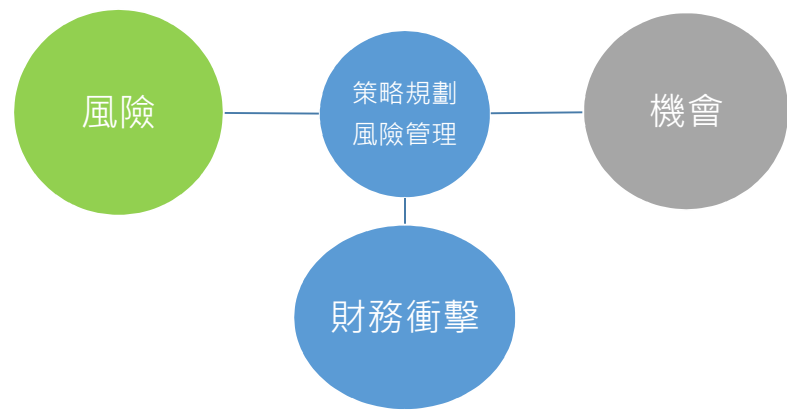 風險
策略規劃
風險管理
機會
財務衝擊